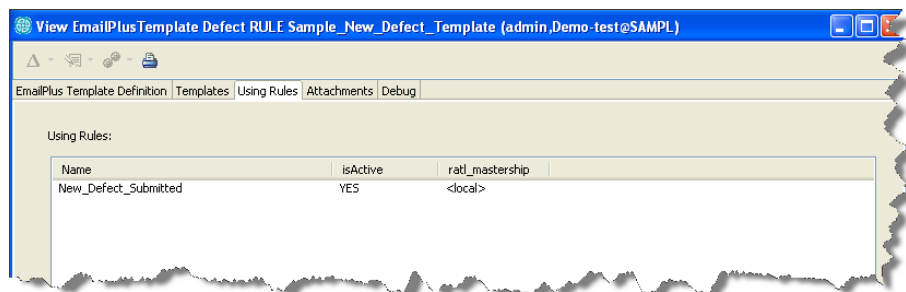 View EmailPlusTemplate Defect RULE Sample_New_Defect_Template (admin,Demo-test@SAMPL)
EmailPlus Template Definition Templates Using Rules Attachments Debug
Using Rules:
Name isActive ratl_mastership
New_Defect_Submitted YES <local>